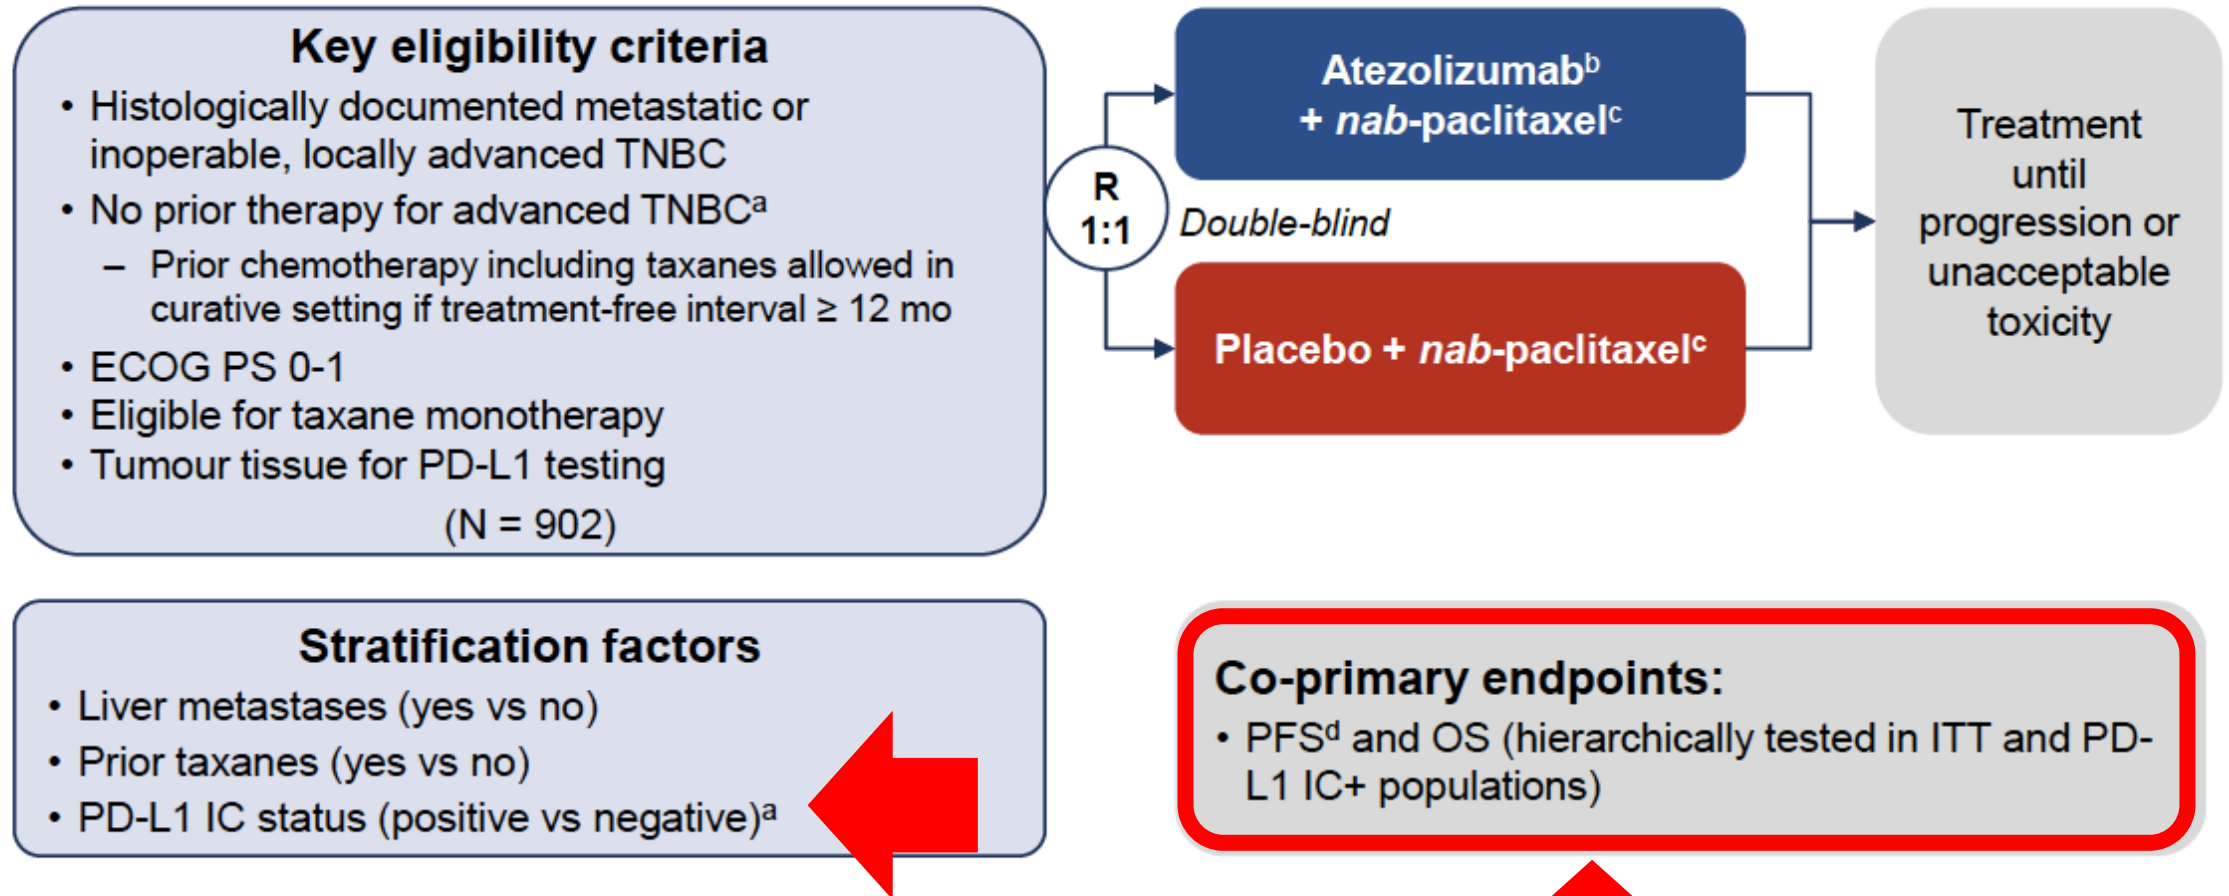 Key eligibility criteria
• Histologically documented metastatic or
inoperable, locally advanced TNBC
• No prior therapy for advanced TNBCᵃ
– Prior chemotherapy including taxanes allowed in
curative setting if treatment-free interval ≥ 12 mo
• ECOG PS 0-1
• Eligible for taxane monotherapy
• Tumour tissue for PD-L1 testing
(N = 902)
R
1:1
Double-blind
Atezolizumabᵇ
+ nab-paclitaxelᶜ
Placebo + nab-paclitaxelᶜ
Treatment
until
progression or
unacceptable
toxicity
Stratification factors
• Liver metastases (yes vs no)
• Prior taxanes (yes vs no)
• PD-L1 IC status (positive vs negative)ᵃ
Co-primary endpoints:
• PFSᵈ and OS (hierarchically tested in ITT and PD-
L1 IC+ populations)